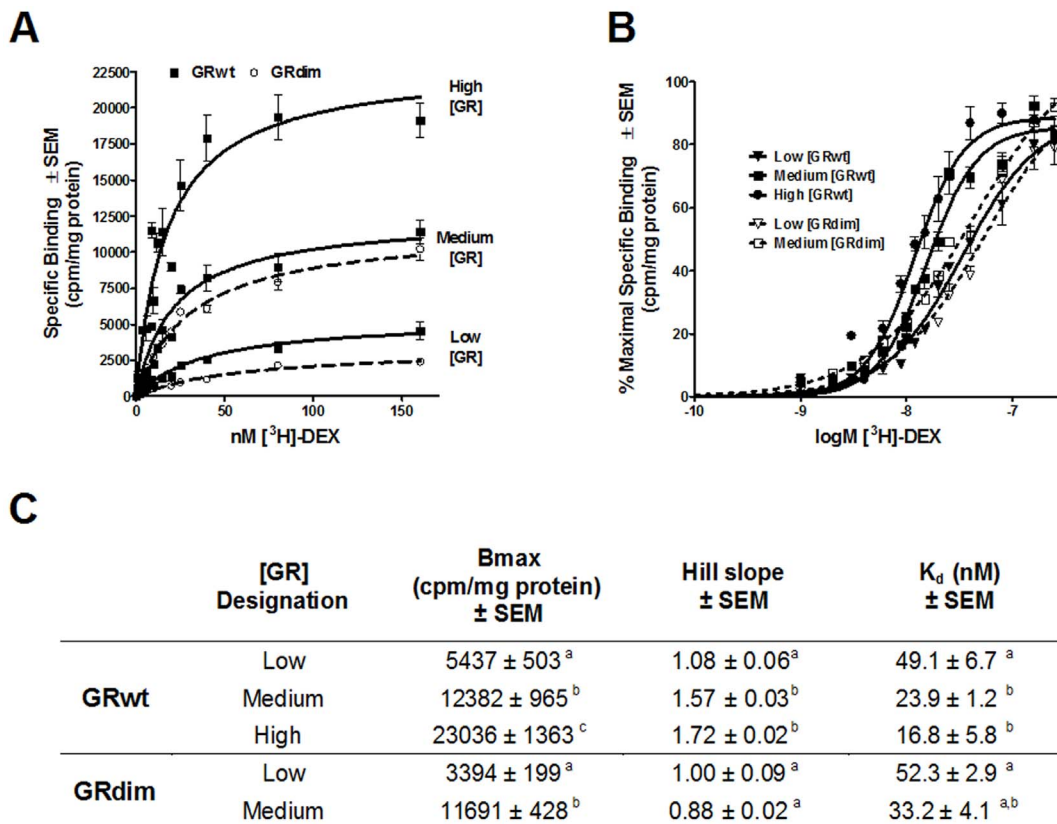 A
Specific Binding ± SEM
(cpm/mg protein)
22500
20000
17500
15000
12500
10000
7500
5000
2500
0
GRwt
GRdim
High
[GR]
Medium
[GR]
Low
[GR]
0
50
100
150
nM [³H]-DEX
B
% Maximal Specific Binding ± SEM
(cpm/mg protein)
100
80
60
40
20
0
Low [GRwt]
Medium [GRwt]
High [GRwt]
Low [GRdim]
Medium [GRdim]
-10
-9
-8
-7
logM [³H]-DEX
C
[GR] Designation
Bmax (cpm/mg protein) ± SEM
Hill slope ± SEM
K_d (nM) ± SEM
GRwt
Low 5437 ± 503 ᵃ 1.08 ± 0.06 ᵃ 49.1 ± 6.7 ᵃ
Medium 12382 ± 965 ᵇ 1.57 ± 0.03 ᵇ 23.9 ± 1.2 ᵇ
High 23036 ± 1363 ᶜ 1.72 ± 0.02 ᵇ 16.8 ± 5.8 ᵇ
GRdim
Low 3394 ± 199 ᵃ 1.00 ± 0.09 ᵃ 52.3 ± 2.9 ᵃ
Medium 11691 ± 428 ᵇ 0.88 ± 0.02 ᵃ 33.2 ± 4.1 ᵃ,ᵇ